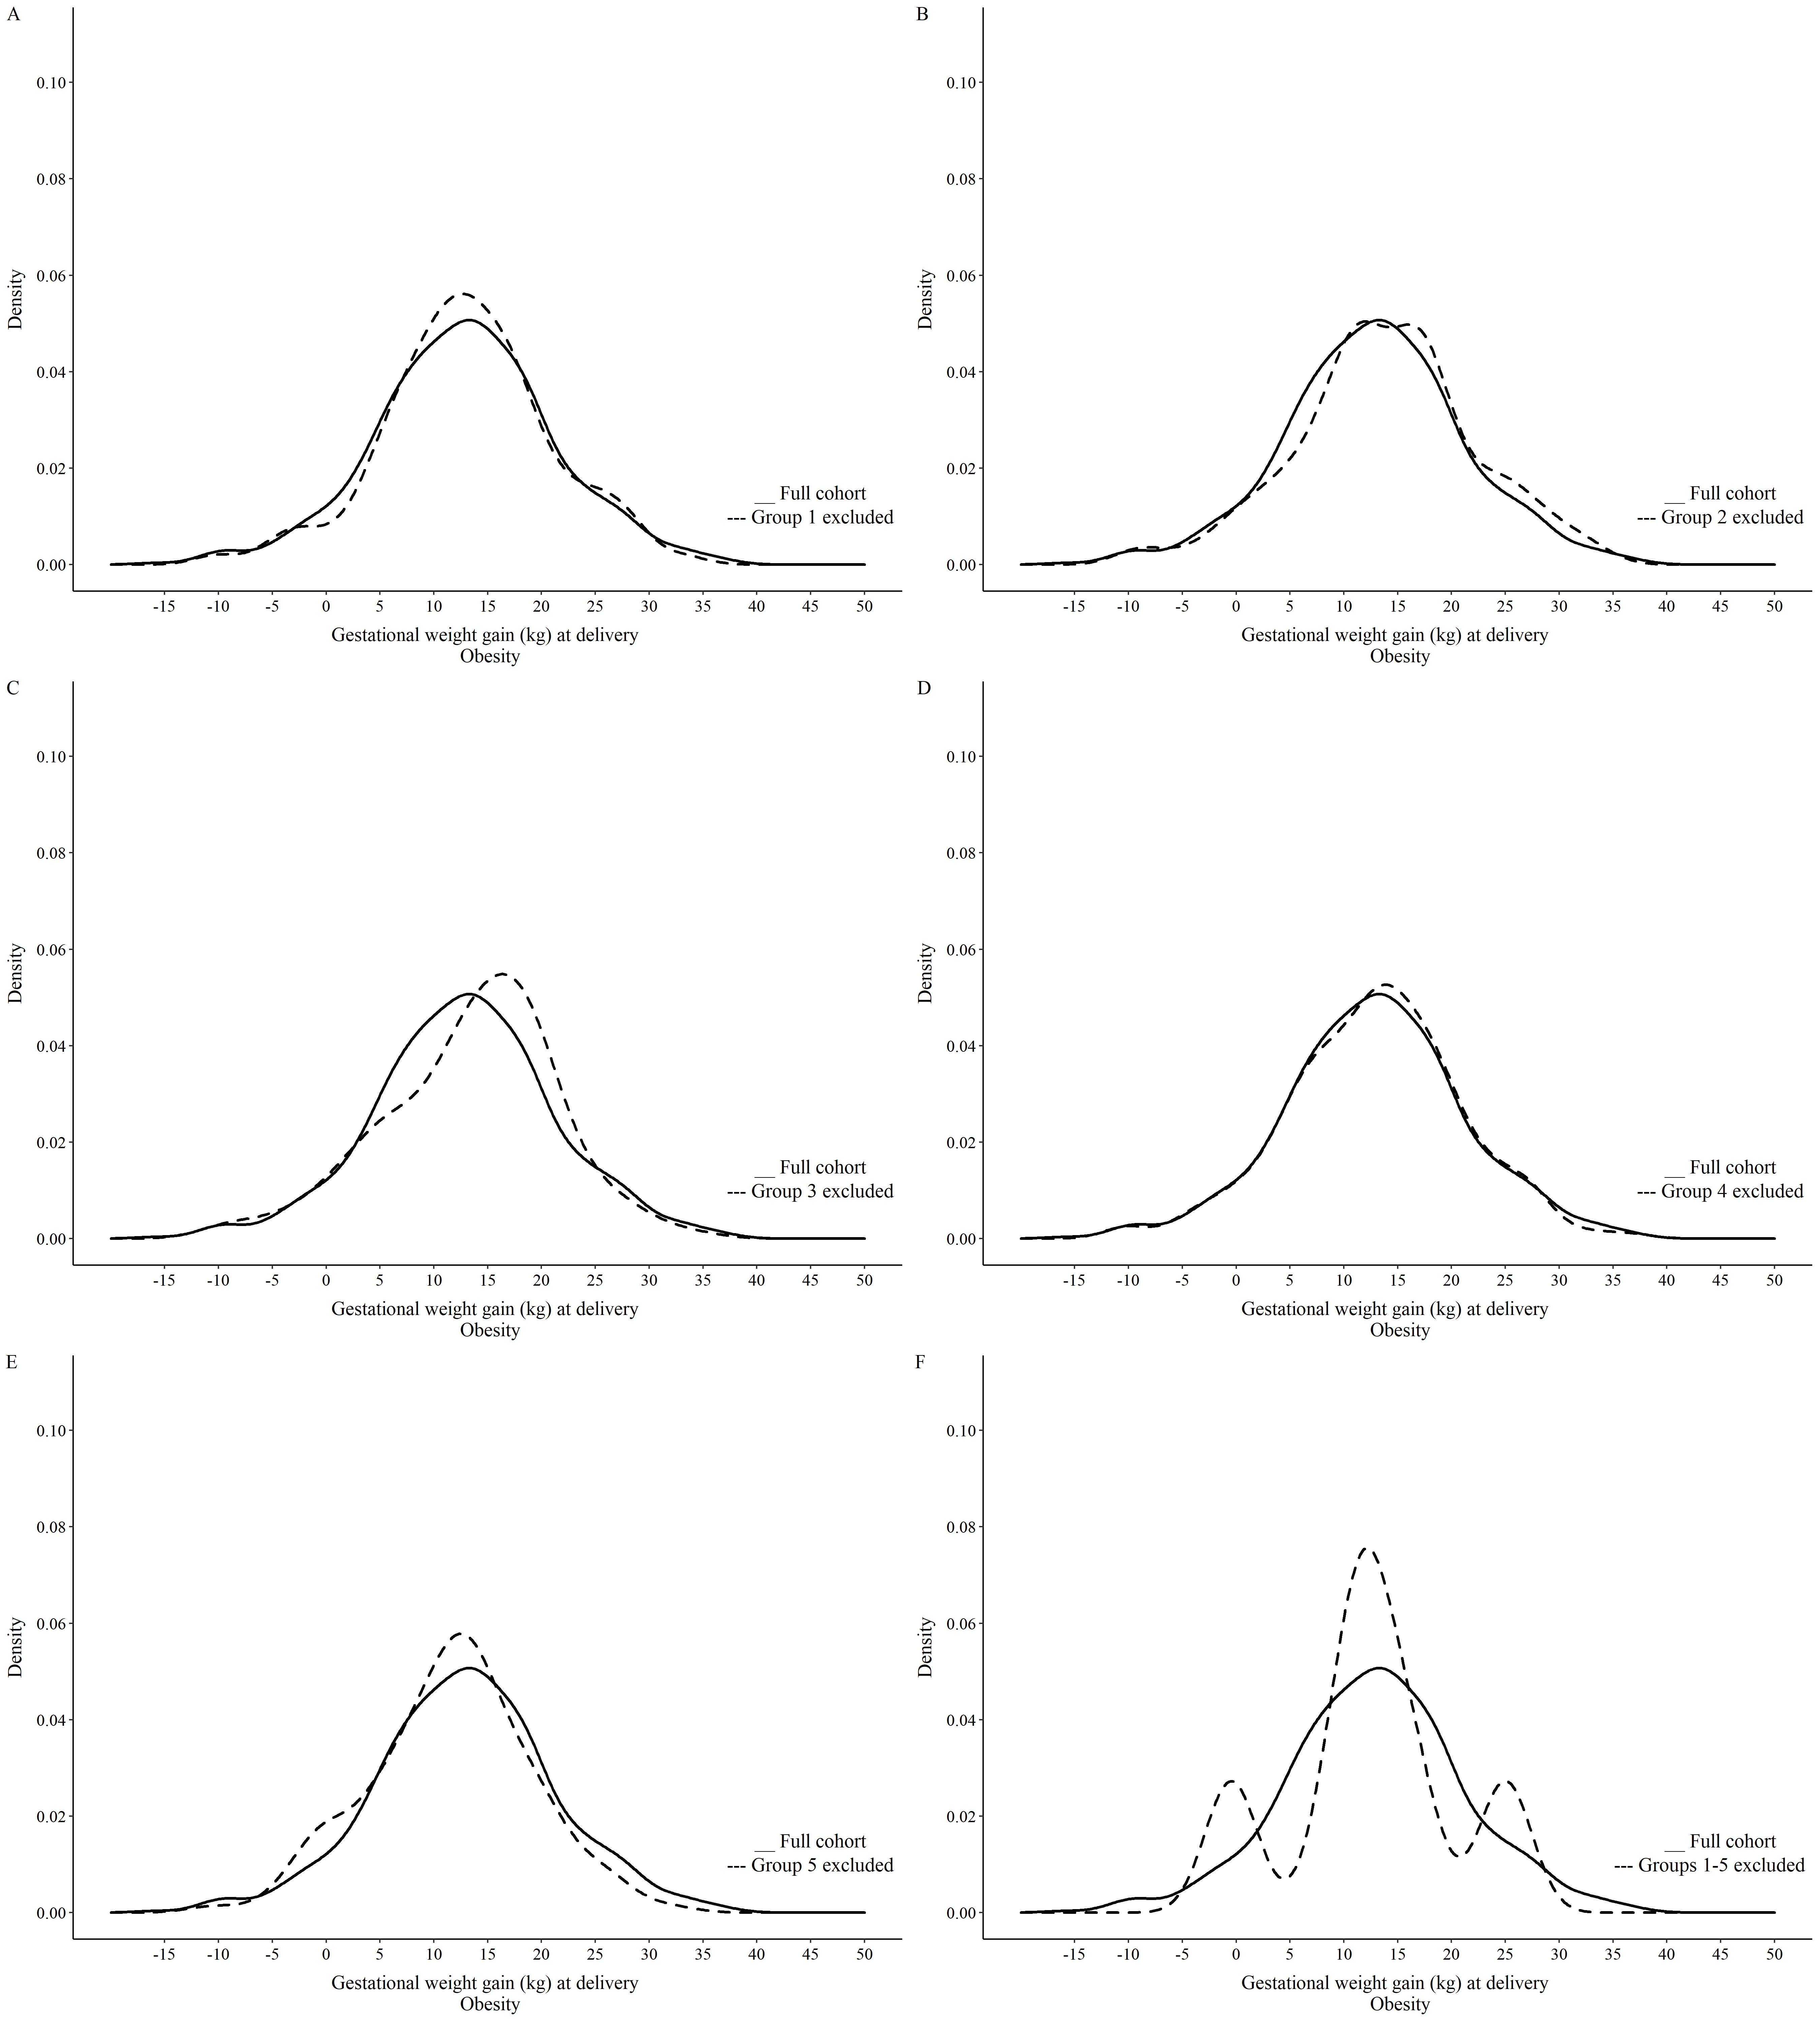 A
Density
0.10
0.08
0.06
0.04
0.02
0.00
__ Full cohort
--- Group 1 excluded
-15 -10 -5 0 5 10 15 20 25 30 35 40 45 50
Gestational weight gain (kg) at delivery
Obesity
B
Density
0.10
0.08
0.06
0.04
0.02
0.00
__ Full cohort
--- Group 2 excluded
-15 -10 -5 0 5 10 15 20 25 30 35 40 45 50
Gestational weight gain (kg) at delivery
Obesity
C
Density
0.10
0.08
0.06
0.04
0.02
0.00
__ Full cohort
--- Group 3 excluded
-15 -10 -5 0 5 10 15 20 25 30 35 40 45 50
Gestational weight gain (kg) at delivery
Obesity
D
Density
0.10
0.08
0.06
0.04
0.02
0.00
__ Full cohort
--- Group 4 excluded
-15 -10 -5 0 5 10 15 20 25 30 35 40 45 50
Gestational weight gain (kg) at delivery
Obesity
E
Density
0.10
0.08
0.06
0.04
0.02
0.00
__ Full cohort
--- Group 5 excluded
-15 -10 -5 0 5 10 15 20 25 30 35 40 45 50
Gestational weight gain (kg) at delivery
Obesity
F
Density
0.10
0.08
0.06
0.04
0.02
0.00
__ Full cohort
--- Groups 1-5 excluded
-15 -10 -5 0 5 10 15 20 25 30 35 40 45 50
Gestational weight gain (kg) at delivery
Obesity